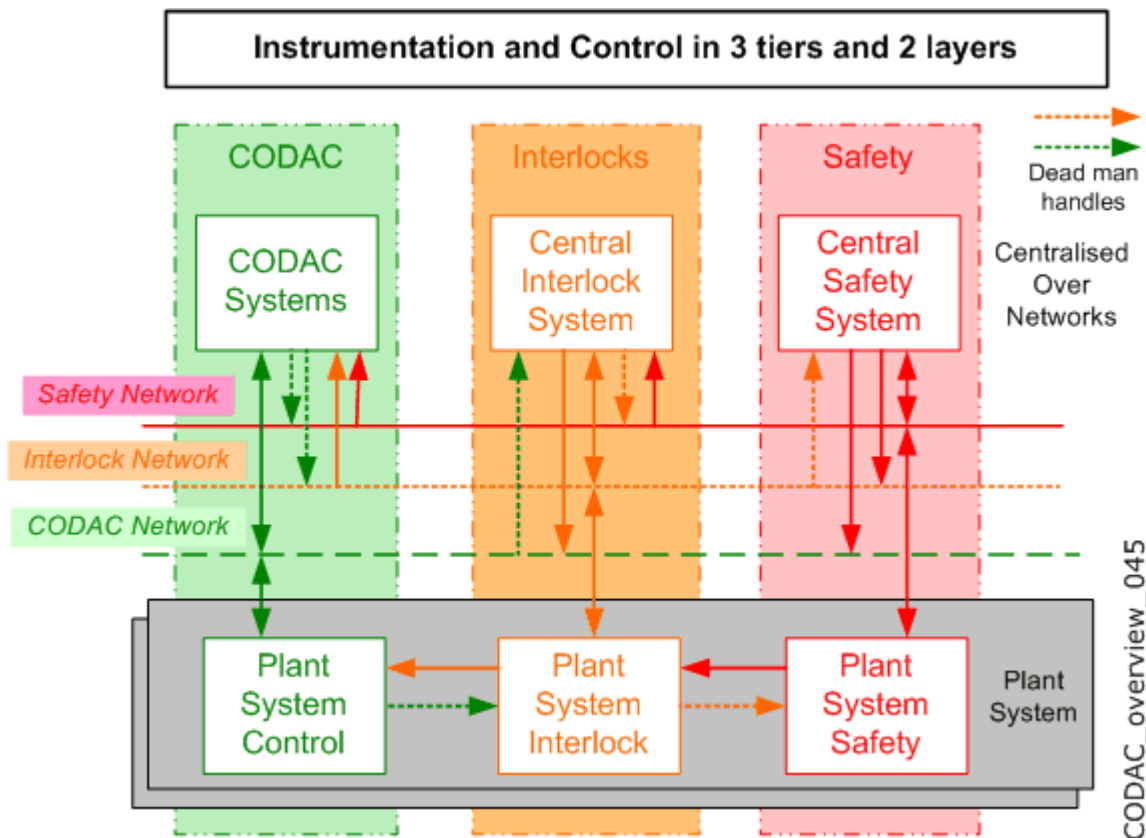 Instrumentation and Control in 3 tiers and 2 layers
CODAC
Interlocks
Safety
Dead man
handles
CODAC
Systems
Central
Interlock
System
Central
Safety
System
Centralised
Over
Networks
Safety Network
Interlock Network
CODAC Network
Plant
System
Control
Plant
System
Interlock
Plant
System
Safety
Plant
System
CODAC_overview_045